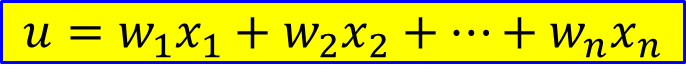 u = w₁x₁ + w₂x₂ + ⋯ + wₙxₙ